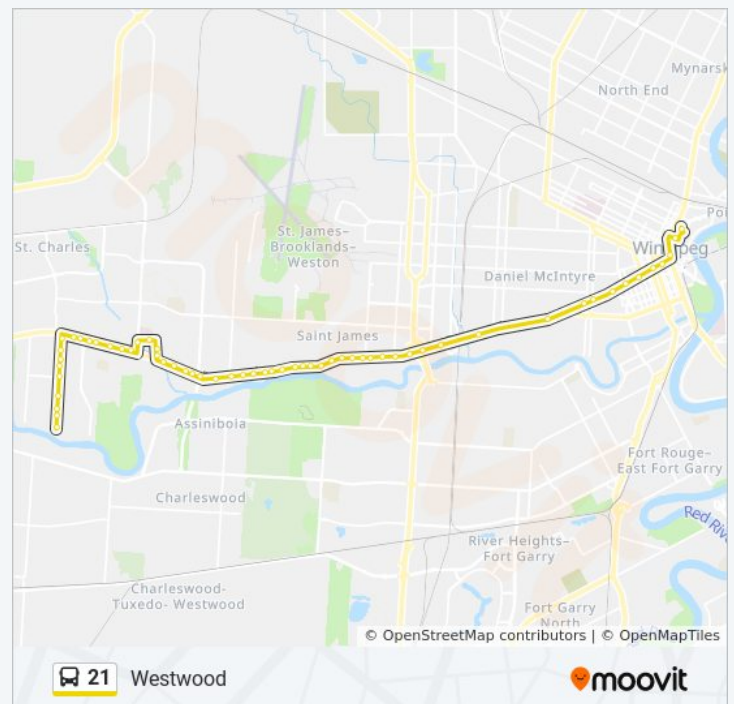 Mynarsk
North End
St. James–
Brooklands–
Weston
Poi
St. Charles
Winnipeg
Daniel McIntyre
Saint James
Assiniboia
Fort Rouge–
East Fort Garry
Charleswood
Red Rive
River Heights–
Fort Garry
Charleswood-
Tuxedo- Westwood
Fort Garry
North
© OpenStreetMap contributors | © OpenMapTiles
21 Westwood
moovit